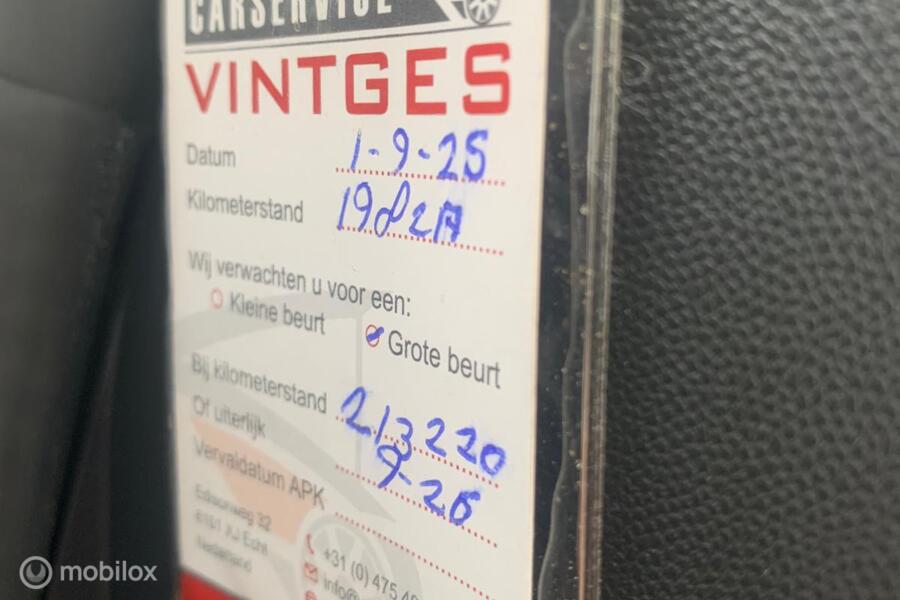 CARSERVICE
VINTGES
Datum 1-9-25
Kilometerstand
Wij verwachten u voor een:
Kleine beurt Grote beurt
Bij kilometerstand 213220
Of uiterlijk 9-26
Vervaldatum APK
Edisonweg 32
6101 XJ Echt
Nederland
+31 (0) 475
info@
mobilox